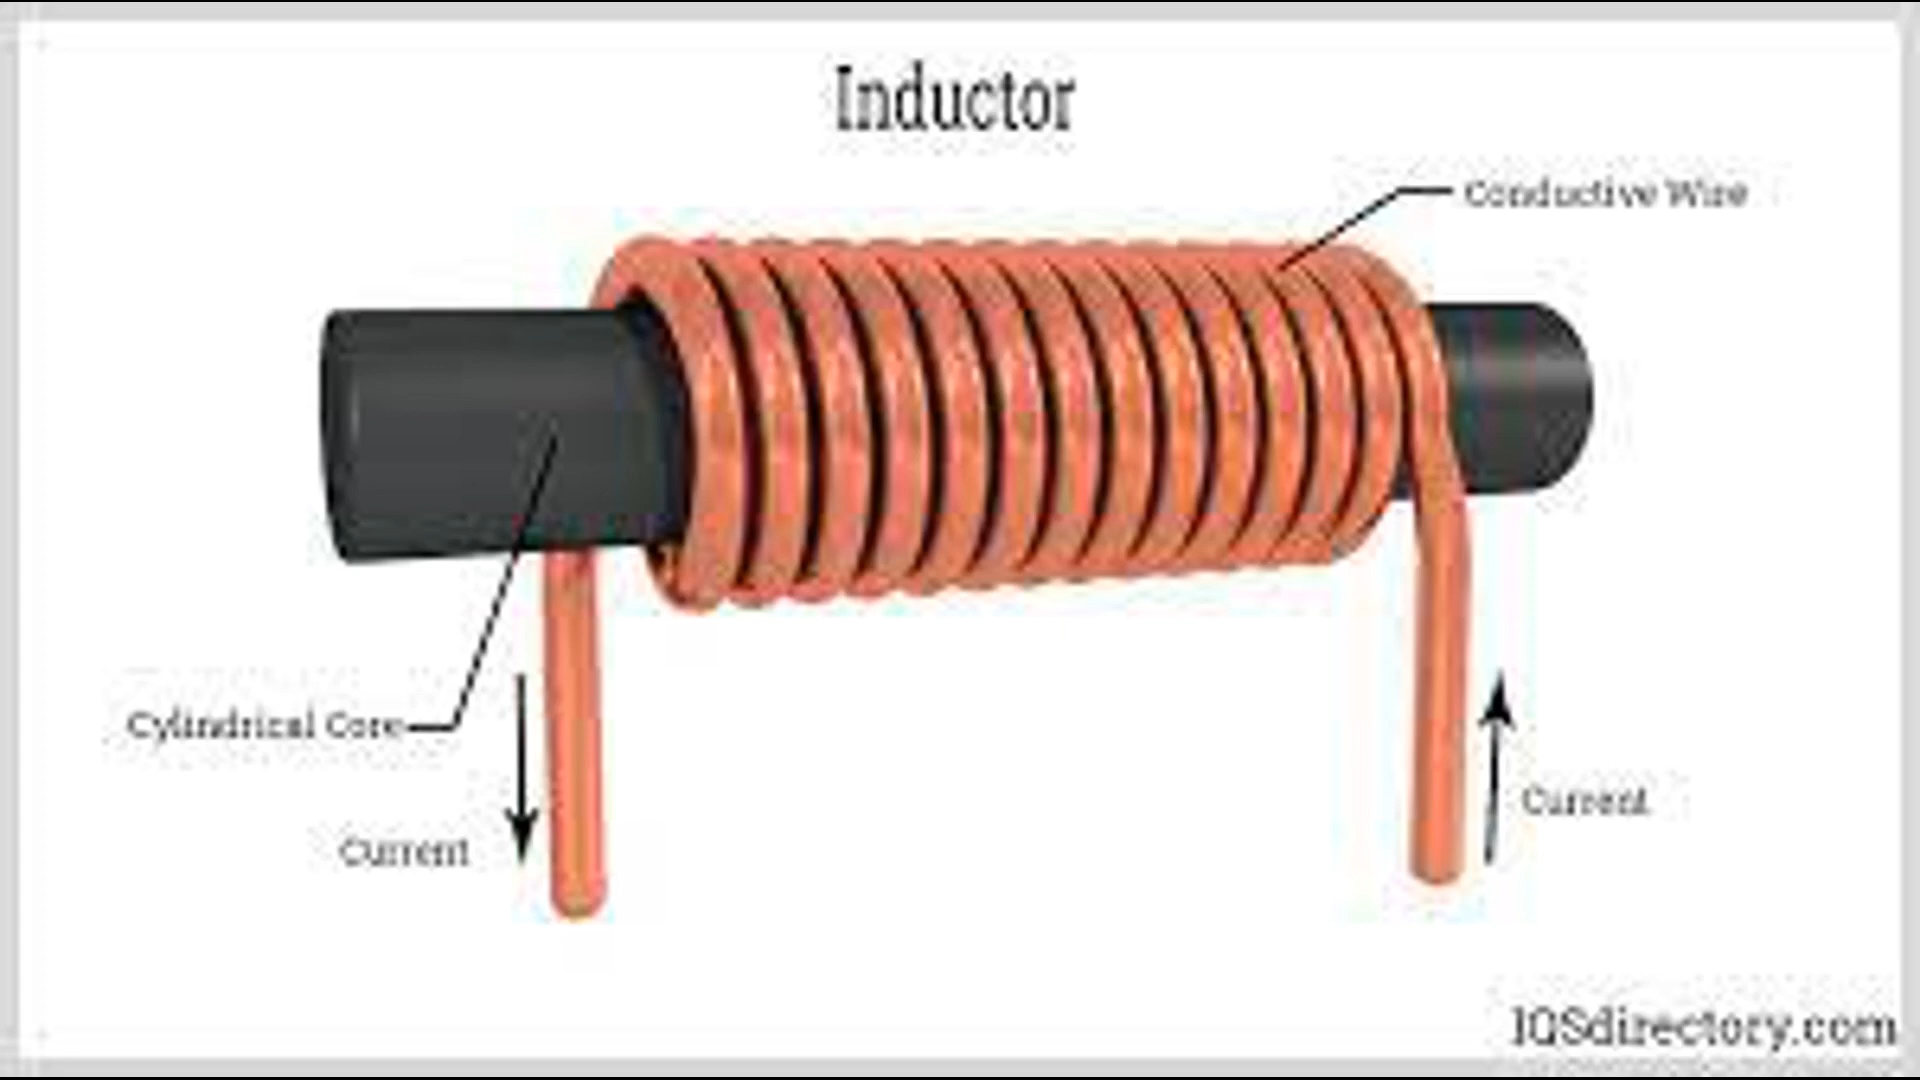 Inductor
Conductive Wire
Cylindrical Core
Current
Current
IQSdirectory.com